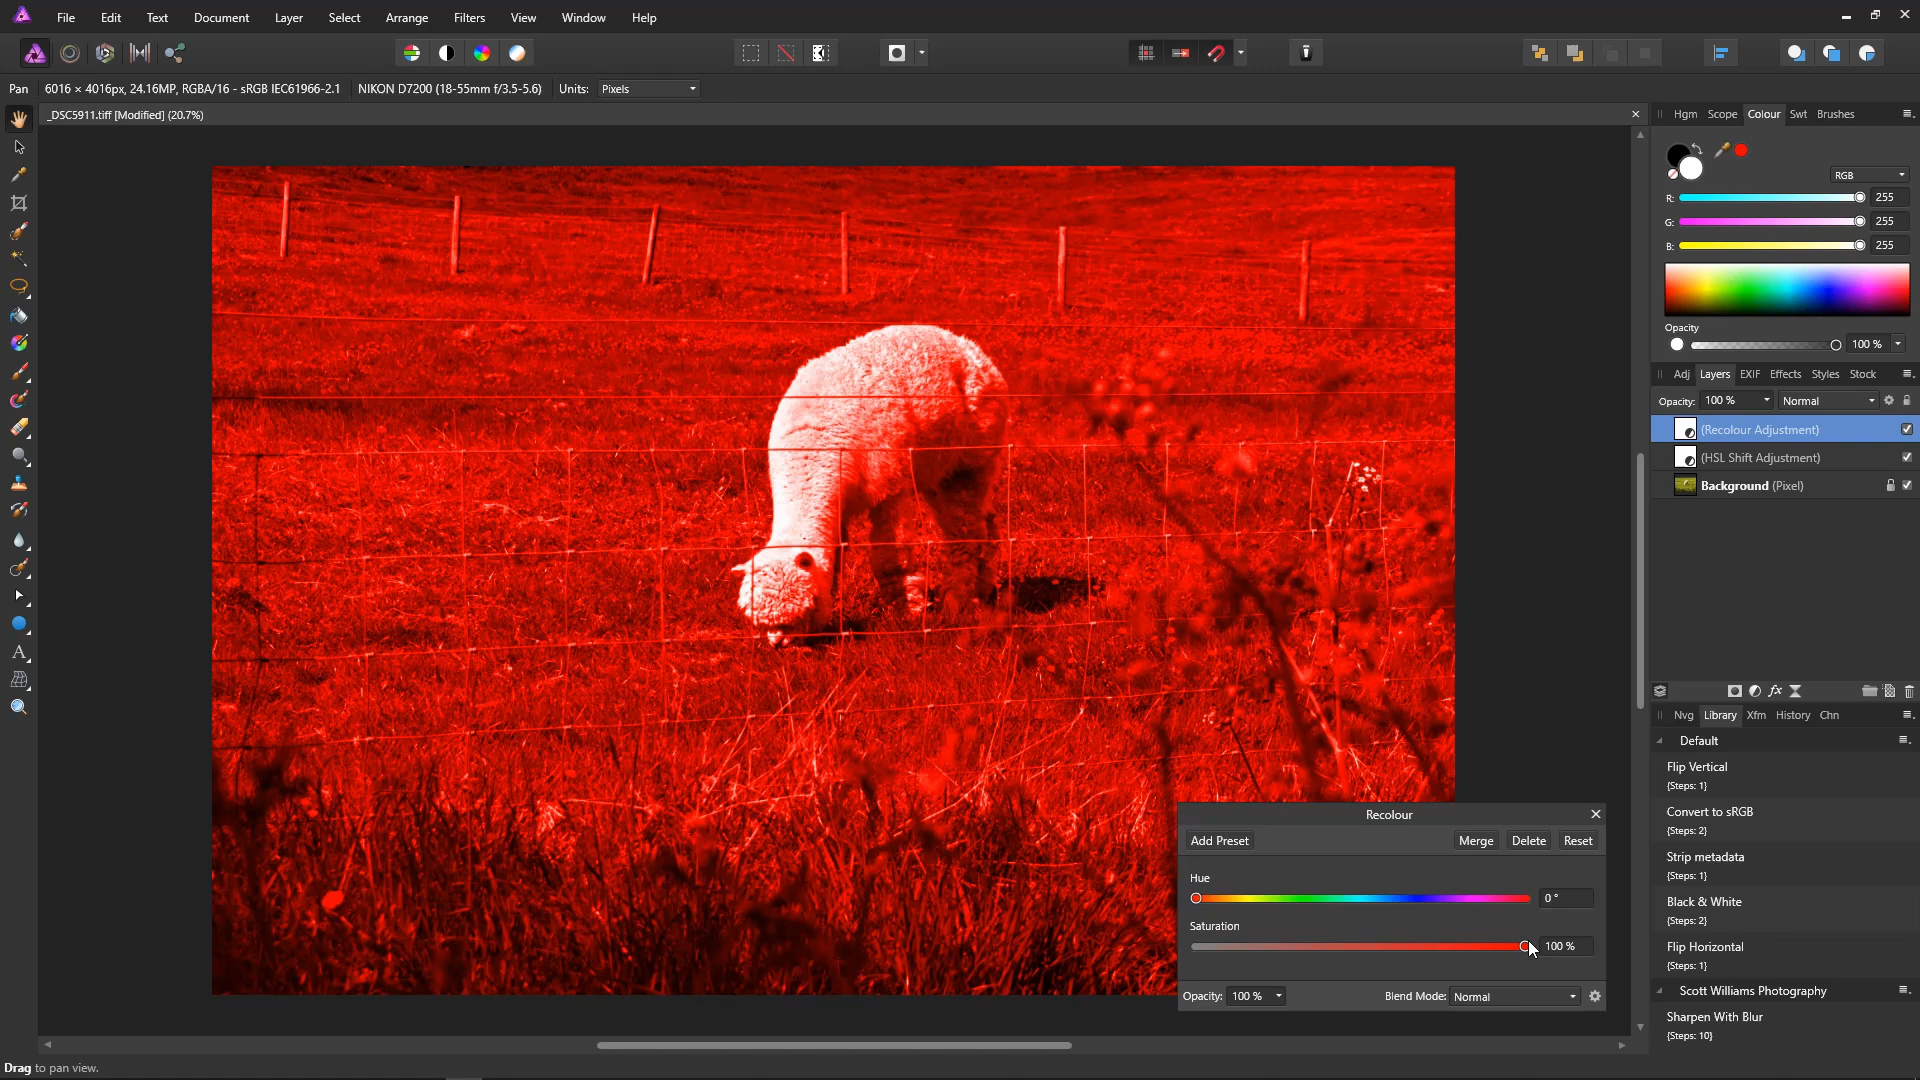 File Edit Text Document Layer Select Arrange Filters View Window Help
Pan 6016 × 4016px, 24.16MP, RGBA/16 - sRGB IEC61966-2.1 NIKON D7200 (18-55mm f/3.5-5.6) Units: Pixels
_DSC5911.tiff [Modified] (20.7%)
Hgm Scope Colour Swt Brushes
RGB
R: 255
G: 255
B: 255
Opacity
100 %
Adj Layers EXIF Effects Styles Stock
Opacity: 100 % Normal
(Recolour Adjustment)
(HSL Shift Adjustment)
Background (Pixel)
fx
Nvg Library Xfm History Chn
Default
Flip Vertical
{Steps: 1}
Convert to sRGB
{Steps: 2}
Strip metadata
{Steps: 1}
Black & White
{Steps: 2}
Flip Horizontal
{Steps: 1}
Scott Williams Photography
Sharpen With Blur
{Steps: 10}
Recolour
Add Preset Merge Delete Reset
Hue
0 °
Saturation
100 %
Opacity: 100 % Blend Mode: Normal
Drag to pan view.